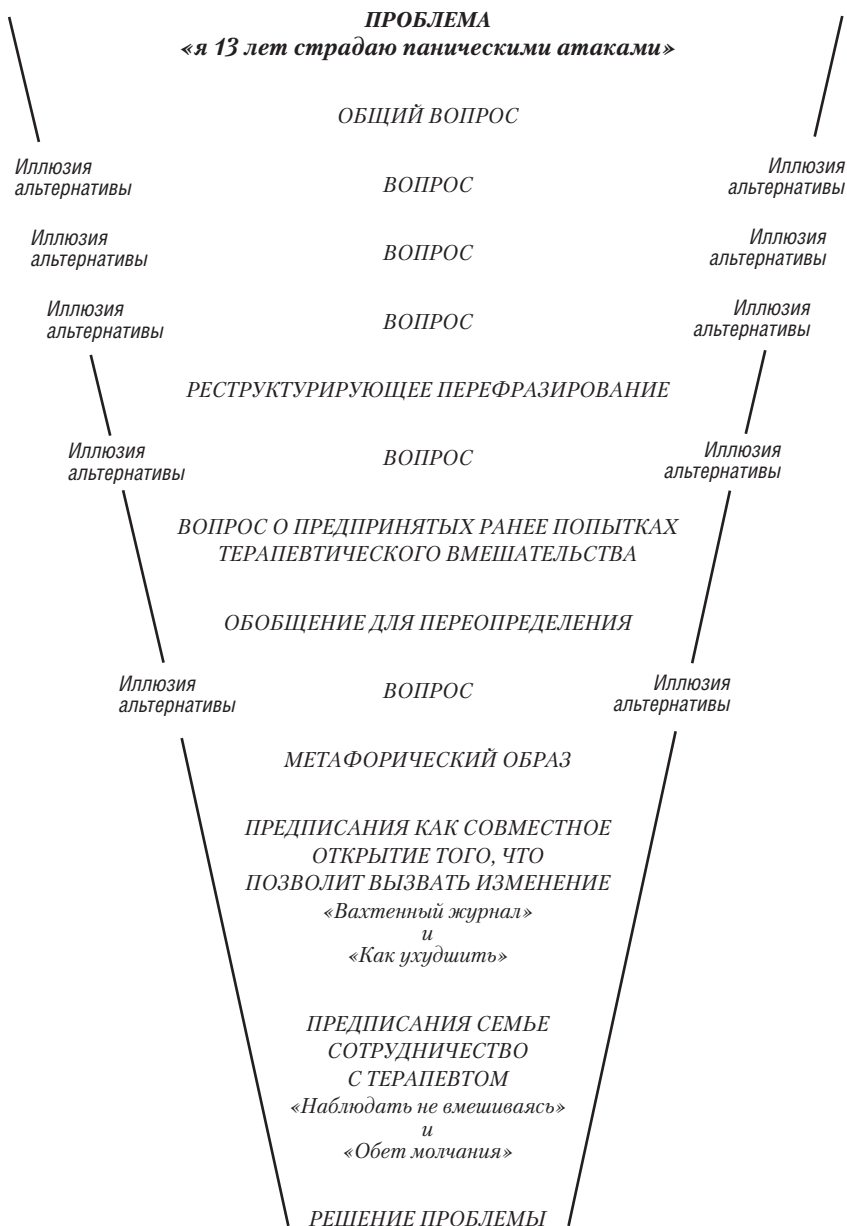 ПРОБЛЕМА
«я 13 лет страдаю паническими атаками»
ОБЩИЙ ВОПРОС
Иллюзия альтернативы
ВОПРОС
Иллюзия альтернативы
Иллюзия альтернативы
ВОПРОС
Иллюзия альтернативы
Иллюзия альтернативы
ВОПРОС
Иллюзия альтернативы
РЕСТРУКТУРИРУЮЩЕЕ ПЕРЕФРАЗИРОВАНИЕ
Иллюзия альтернативы
ВОПРОС
Иллюзия альтернативы
ВОПРОС О ПРЕДПРИНЯТЫХ РАНЕЕ ПОПЫТКАХ
ТЕРАПЕВТИЧЕСКОГО ВМЕШАТЕЛЬСТВА
ОБОБЩЕНИЕ ДЛЯ ПЕРЕОПРЕДЕЛЕНИЯ
Иллюзия альтернативы
ВОПРОС
Иллюзия альтернативы
МЕТАФОРИЧЕСКИЙ ОБРАЗ
ПРЕДПИСАНИЯ КАК СОВМЕСТНОЕ
ОТКРЫТИЕ ТОГО, ЧТО
ПОЗВОЛИТ ВЫЗВАТЬ ИЗМЕНЕНИЕ
«Вахтенный журнал»
и
«Как ухудшить»
ПРЕДПИСАНИЯ СЕМЬЕ
СОТРУДНИЧЕСТВО
С ТЕРАПЕВТОМ
«Наблюдать не вмешиваясь»
и
«Обет молчания»
РЕШЕНИЕ ПРОБЛЕМЫ